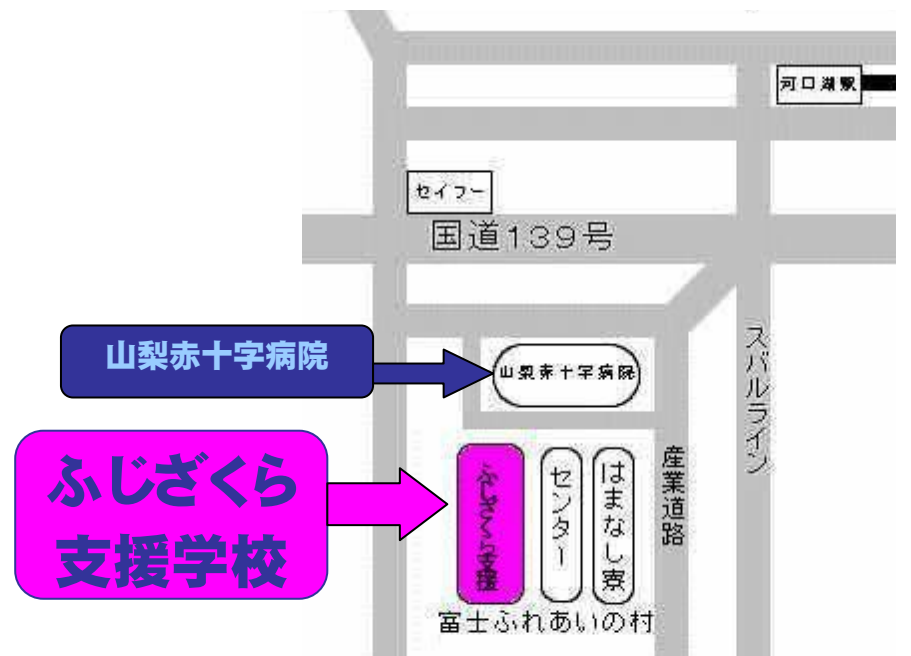 河口湖駅
セイフー
国道139号
山梨赤十字病院
山梨赤十字病院
スバルライン
ふじざくら
支援学校
ふじざくら支援
センター
はまなし寮
産業道路
富士ふれあいの村